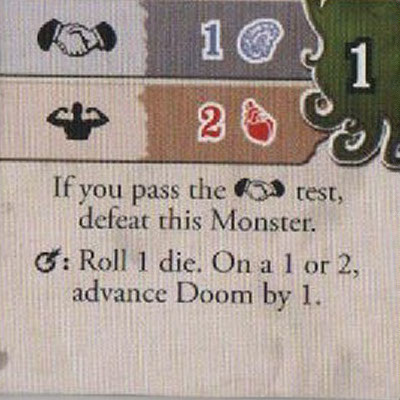 1
2
1
If you pass the test,
defeat this Monster.
: Roll 1 die. On a 1 or 2,
advance Doom by 1.